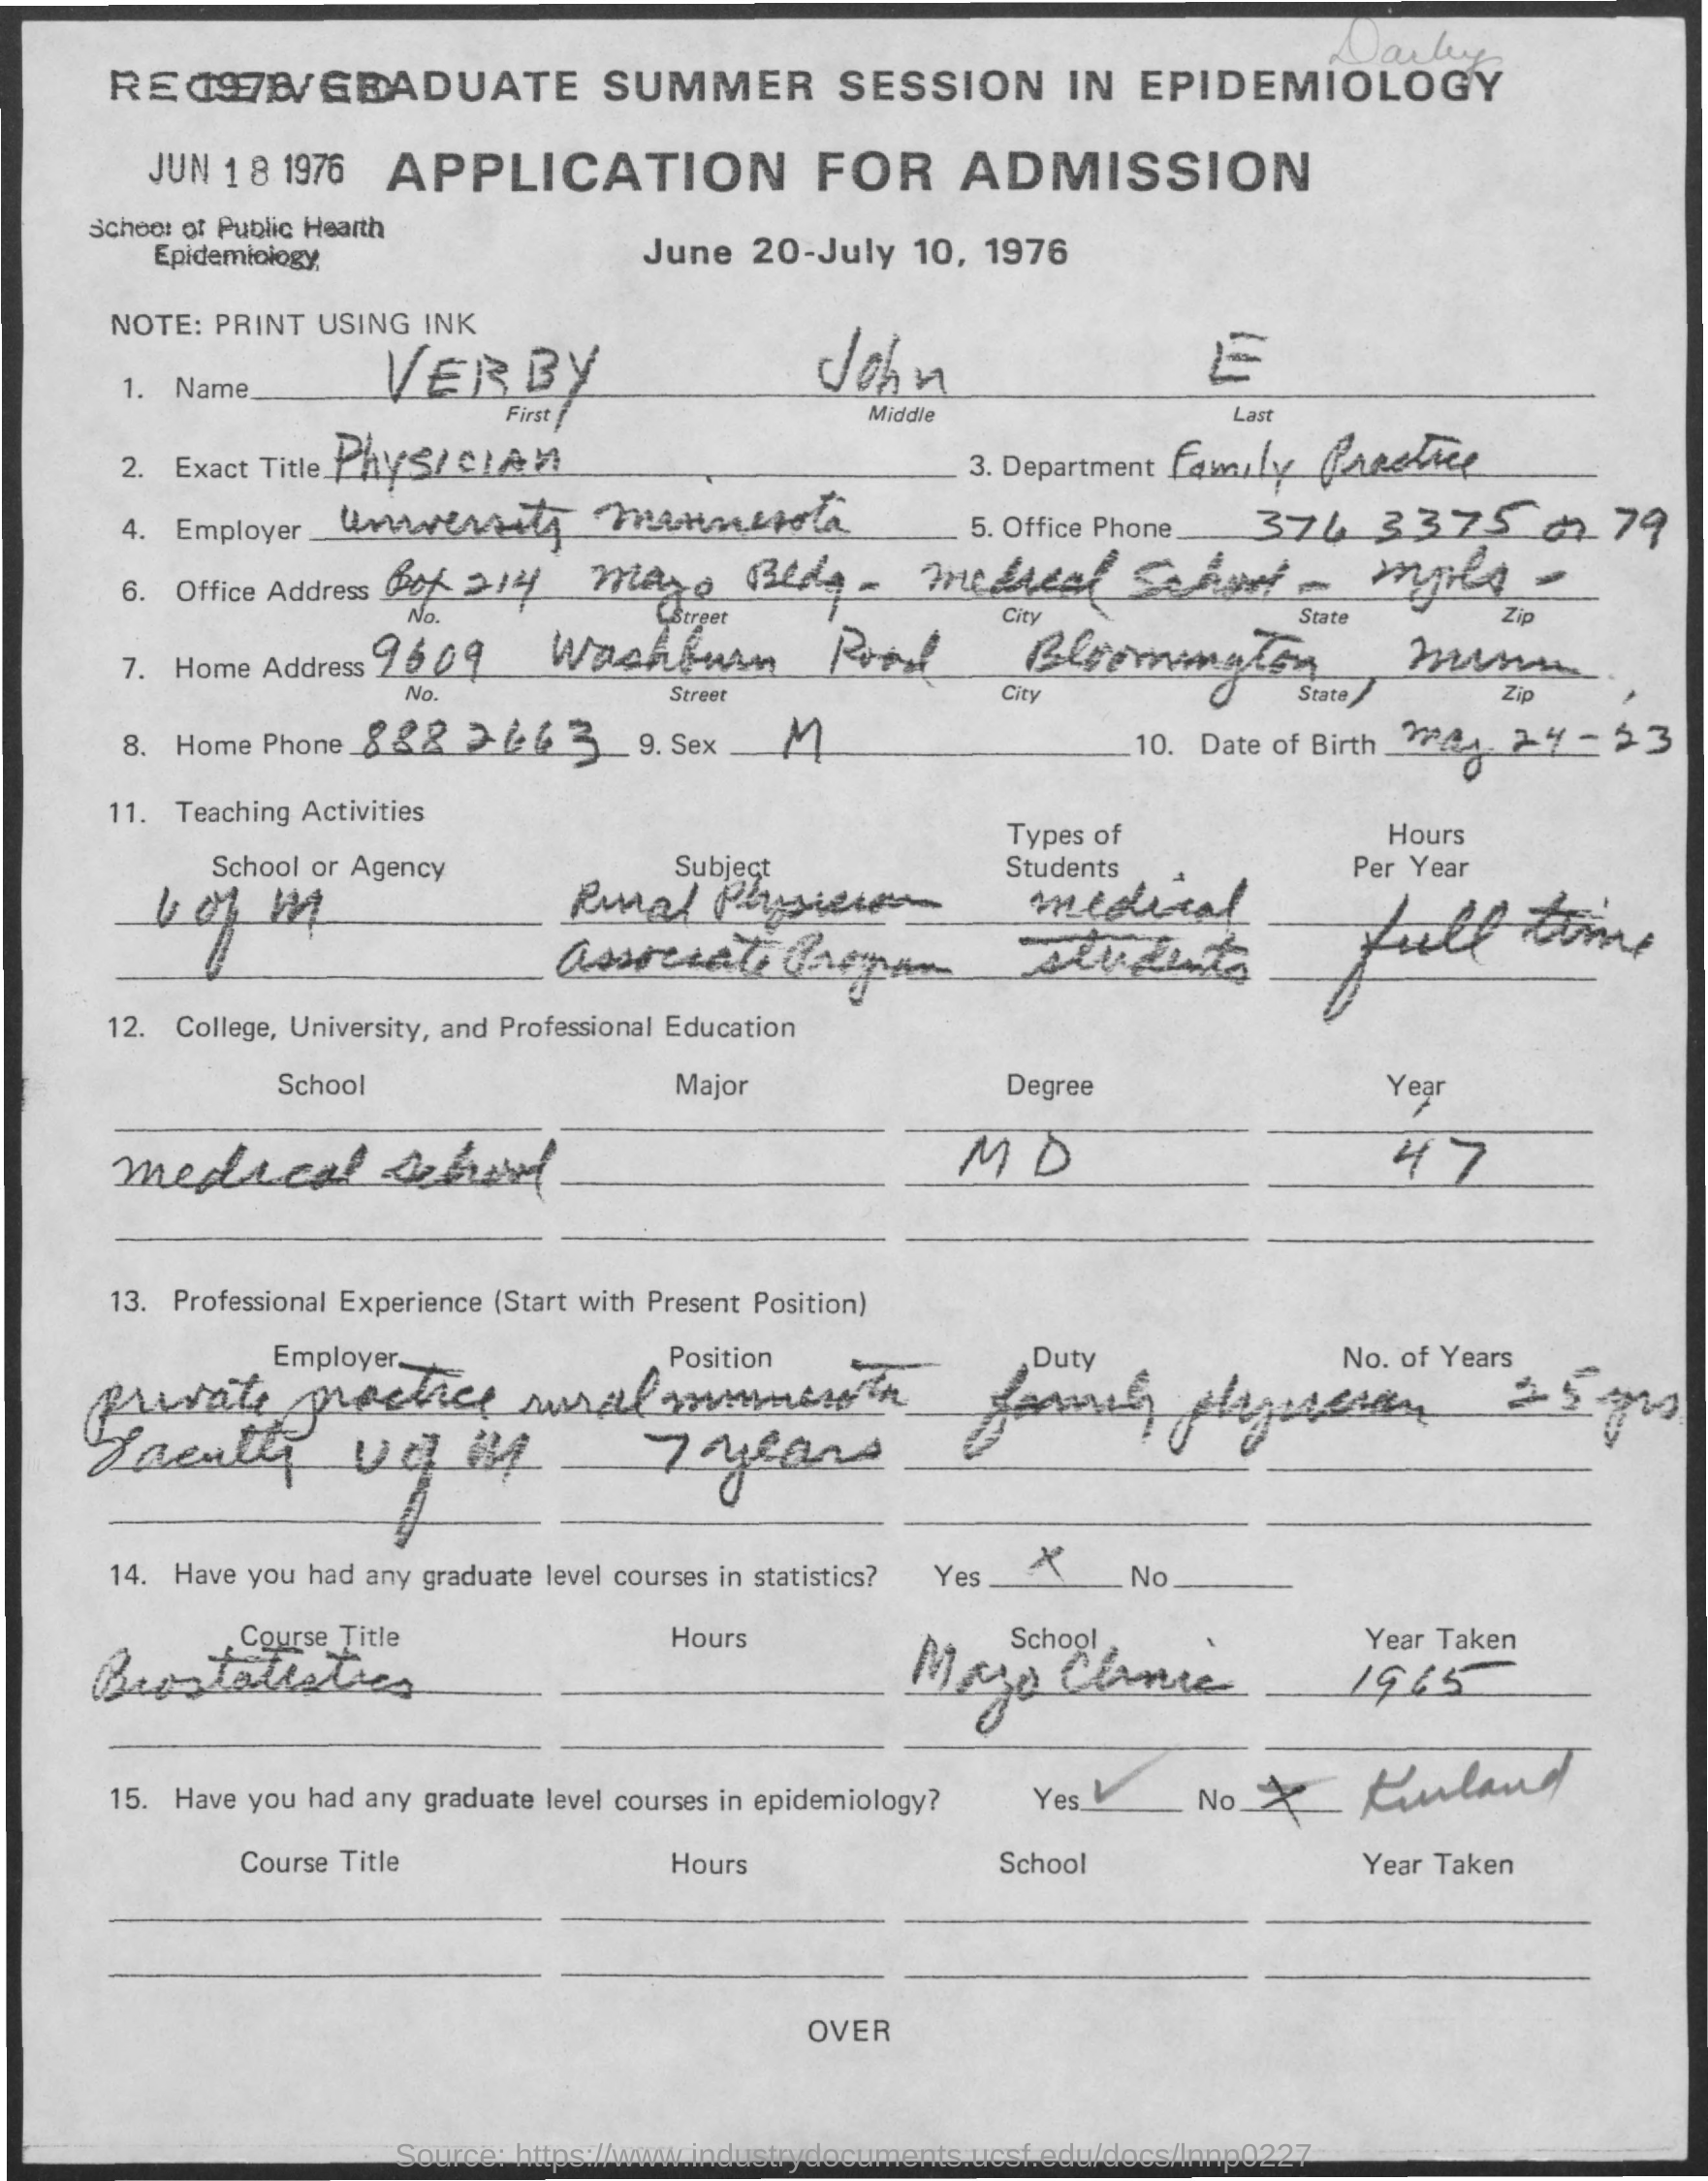 Darby
RECEIVED 1976 GRADUATE SUMMER SESSION IN EPIDEMIOLOGY
JUN 18 1976 APPLICATION FOR ADMISSION
School of Public Health
Epidemiology
June 20-July 10, 1976
NOTE: PRINT USING INK
1. Name VERBY John E
First Middle Last
2. Exact Title Physician 3. Department Family Practice
4. Employer University Minnesota 5. Office Phone 376 3375 or 79
6. Office Address Box 214 Mayo Bldg - Medical School - Mpls -
No. Street City State Zip
7. Home Address 9609 Washburn Road Bloomington, Minn
No. Street City State Zip
8. Home Phone 888 2663 9. Sex M 10. Date of Birth May 24-23
11. Teaching Activities
School or Agency Subject Types of Students Hours Per Year
U of M Rural Physician medical full time
Associate Program students
12. College, University, and Professional Education
School Major Degree Year
medical school MD 47
13. Professional Experience (Start with Present Position)
Employer Position Duty No. of Years
private practice rural minnesota family physician 25 yrs
Faculty U of M 7 years
14. Have you had any graduate level courses in statistics? Yes X No
Course Title Hours School Year Taken
Biostatistics Mayo Clinic 1965
15. Have you had any graduate level courses in epidemiology? Yes ✓ No X Kurland
Course Title Hours School Year Taken
OVER
Source: https://www.industrydocuments.ucsf.edu/docs/lnnp0227